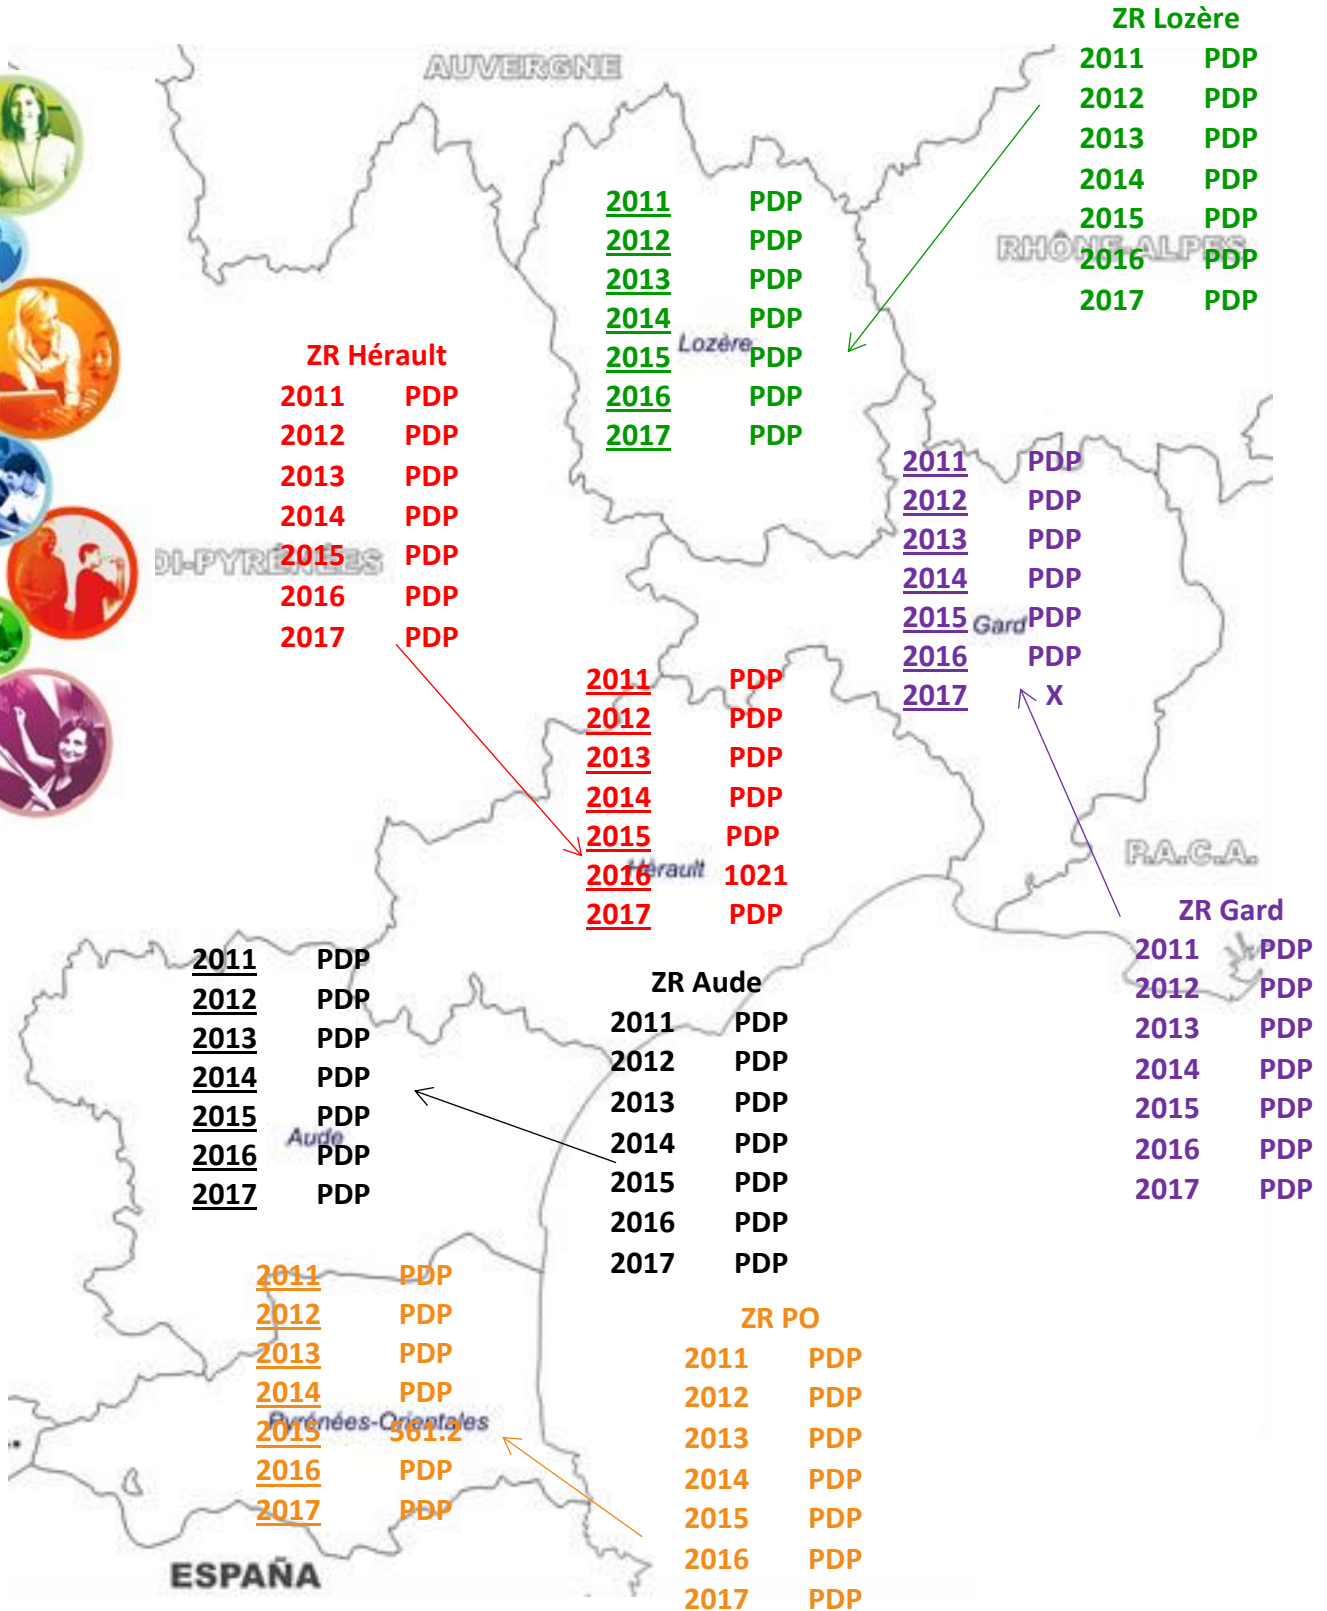 ZR Lozère
2011 PDP
2012 PDP
2013 PDP
2014 PDP
2015 PDP
2016 PDP
2017 PDP
AUVERGNE
RHÔNE-ALPES
2011 PDP
2012 PDP
2013 PDP
2014 PDP
2015 PDP
2016 PDP
2017 PDP
Lozère
ZR Hérault
2011 PDP
2012 PDP
2013 PDP
2014 PDP
2015 PDP
2016 PDP
2017 PDP
DI-PYRÉNÉES
2011 PDP
2012 PDP
2013 PDP
2014 PDP
2015 PDP
2016 PDP
2017 X
Gard
2011 PDP
2012 PDP
2013 PDP
2014 PDP
2015 PDP
2016 1021
2017 PDP
Hérault
P.A.C.A.
ZR Gard
2011 PDP
2012 PDP
2013 PDP
2014 PDP
2015 PDP
2016 PDP
2017 PDP
2011 PDP
2012 PDP
2013 PDP
2014 PDP
2015 PDP
2016 PDP
2017 PDP
Aude
ZR Aude
2011 PDP
2012 PDP
2013 PDP
2014 PDP
2015 PDP
2016 PDP
2017 PDP
2011 PDP
2012 PDP
2013 PDP
2014 PDP
2015 561.2
2016 PDP
2017 PDP
Pyrénées-Orientales
ZR PO
2011 PDP
2012 PDP
2013 PDP
2014 PDP
2015 PDP
2016 PDP
2017 PDP
ESPAÑA